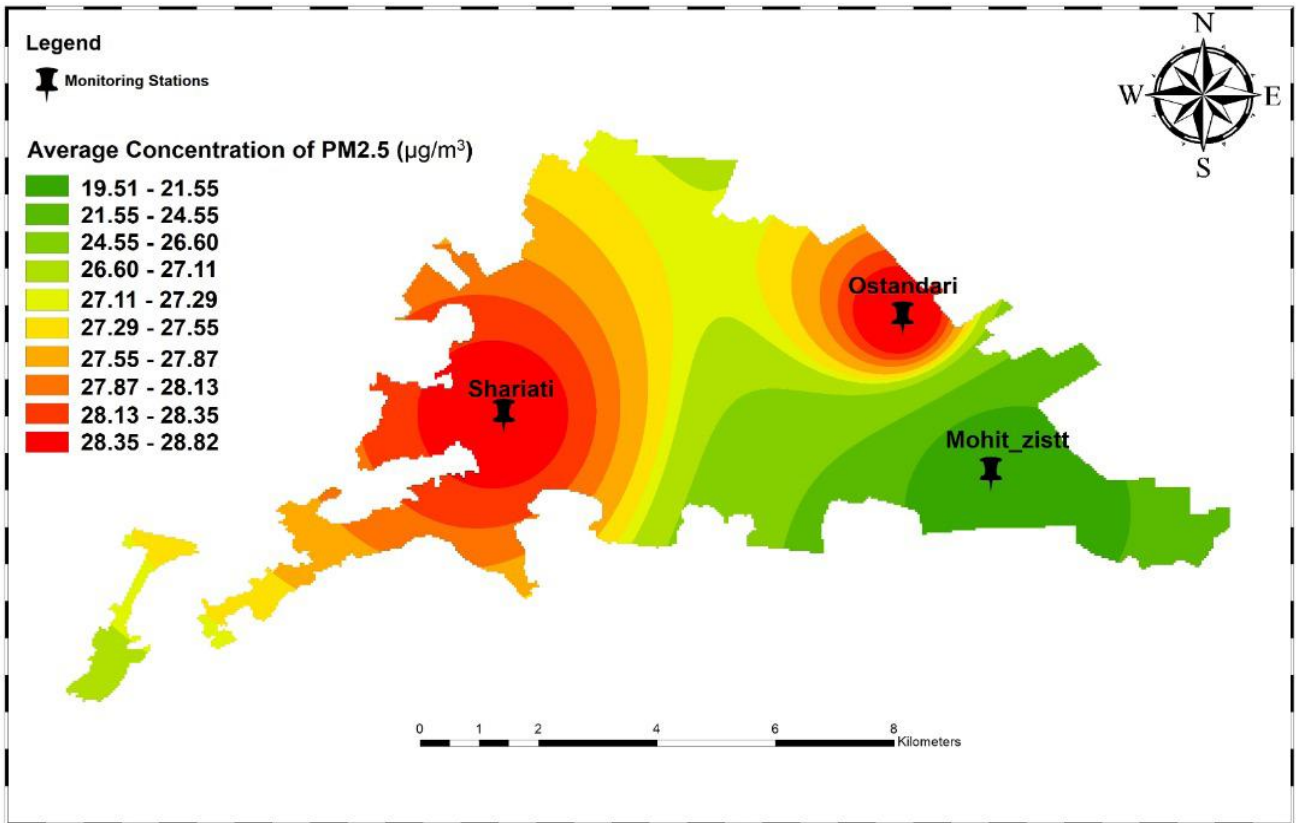 Legend
Monitoring Stations
Average Concentration of PM2.5 (µg/m³)
19.51 - 21.55
21.55 - 24.55
24.55 - 26.60
26.60 - 27.11
27.11 - 27.29
27.29 - 27.55
27.55 - 27.87
27.87 - 28.13
28.13 - 28.35
28.35 - 28.82
N
W E
S
Ostandari
Shariati
Mohit_zistt
0 1 2 4 6 8
Kilometers